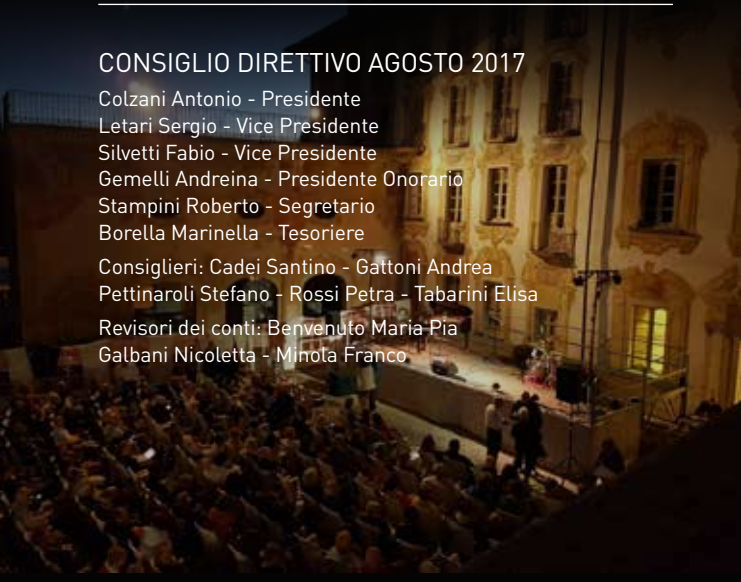 CONSIGLIO DIRETTIVO AGOSTO 2017
Colzani Antonio - Presidente
Letari Sergio - Vice Presidente
Silvetti Fabio - Vice Presidente
Gemelli Andreina - Presidente Onorario
Stampini Roberto - Segretario
Borella Marinella - Tesoriere
Consiglieri: Cadei Santino - Gattoni Andrea
Pettinaroli Stefano - Rossi Petra - Tabarini Elisa
Revisori dei conti: Benvenuto Maria Pia
Galbani Nicoletta - Minola Franco